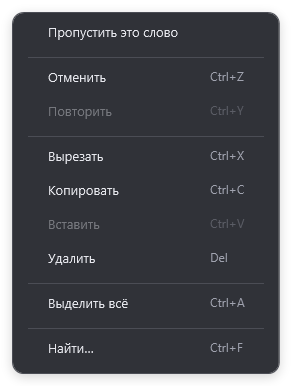 Пропустить это слово
Отменить Ctrl+Z
Повторить Ctrl+Y
Вырезать Ctrl+X
Копировать Ctrl+C
Вставить Ctrl+V
Удалить Del
Выделить всё Ctrl+A
Найти... Ctrl+F